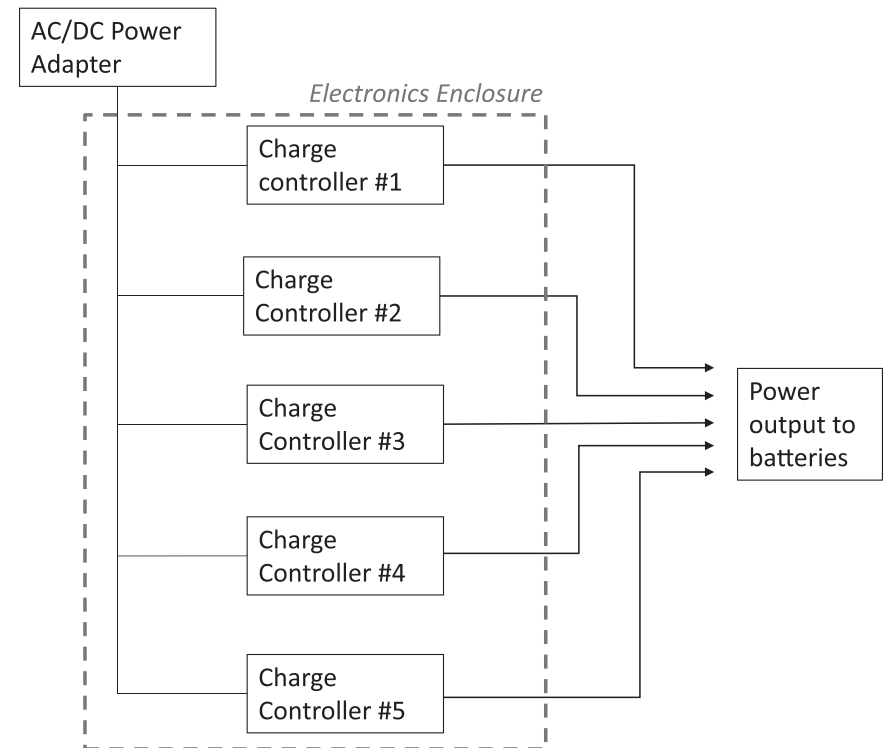 AC/DC Power
Adapter
Electronics Enclosure
Charge
controller #1
Charge
Controller #2
Charge
Controller #3
Charge
Controller #4
Charge
Controller #5
Power
output to
batteries